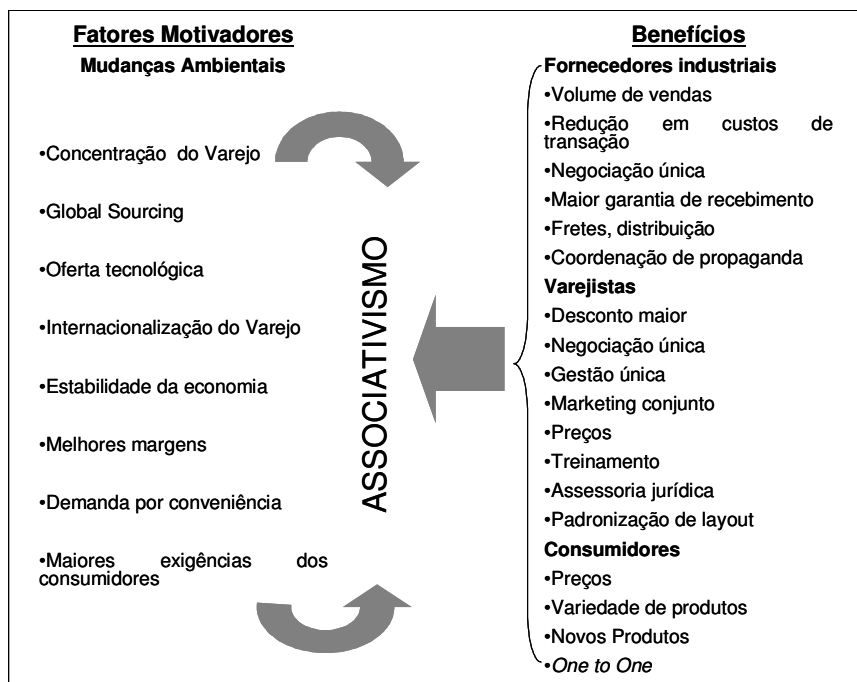 Fatores Motivadores
Mudanças Ambientais
•Concentração do Varejo
•Global Sourcing
•Oferta tecnológica
•Internacionalização do Varejo
•Estabilidade da economia
•Melhores margens
•Demanda por conveniência
•Maiores exigências dos
consumidores
ASSOCIATIVISMO
Benefícios
Fornecedores industriais
•Volume de vendas
•Redução em custos de
transação
•Negociação única
•Maior garantia de recebimento
•Fretes, distribuição
•Coordenação de propaganda
Varejistas
•Desconto maior
•Negociação única
•Gestão única
•Marketing conjunto
•Preços
•Treinamento
•Assessoria jurídica
•Padronização de layout
Consumidores
•Preços
•Variedade de produtos
•Novos Produtos
•One to One